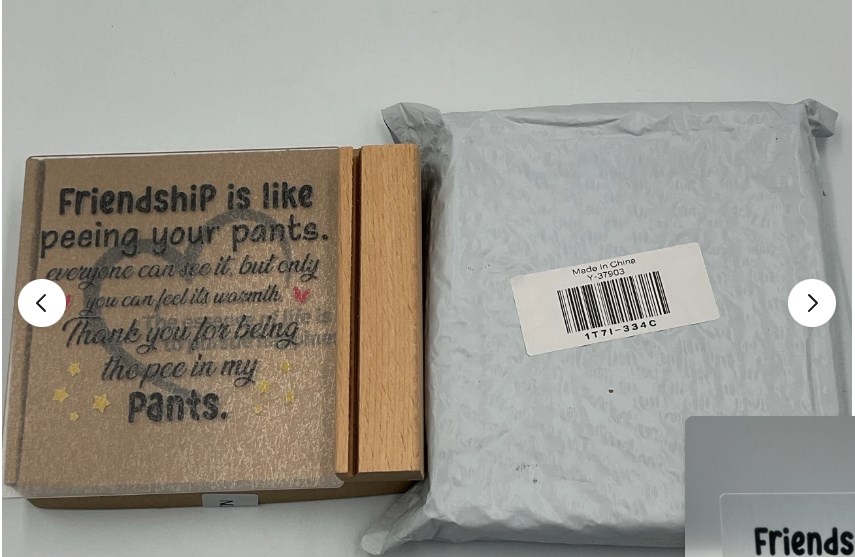 FriendshiP is like
peeing your pants.
everyone can see it, but only
you can feel its warmth.
Thank you for being
the pee in my
Pants.
Made in China
Y-37903
1T7I-334C
N
Friends